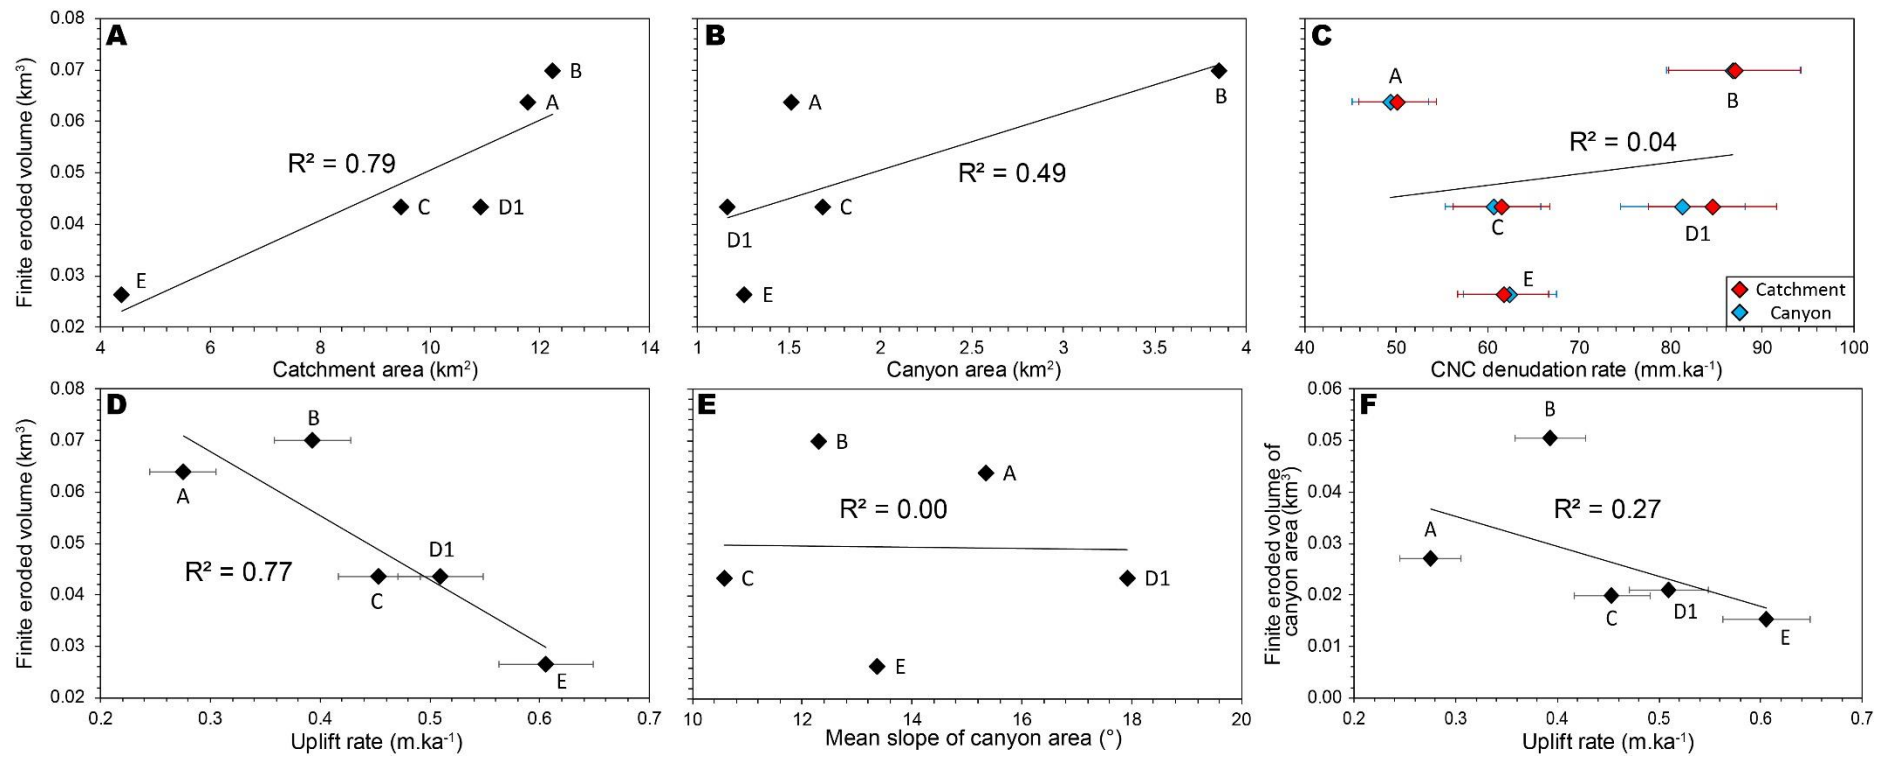 A
Finite eroded volume (km³)
0.08
0.07
0.06
0.05
0.04
0.03
0.02
B
A
R² = 0.79
C
D1
E
4
6
8
10
12
14
Catchment area (km²)
B
A
B
R² = 0.49
D1
C
E
1
1.5
2
2.5
3
3.5
4
Canyon area (km²)
C
A
B
R² = 0.04
C
D1
E
Catchment
Canyon
40
50
60
70
80
90
100
CNC denudation rate (mm.ka⁻¹)
D
Finite eroded volume (km³)
0.08
0.07
0.06
0.05
0.04
0.03
0.02
B
A
D1
R² = 0.77
C
E
0.2
0.3
0.4
0.5
0.6
0.7
Uplift rate (m.ka⁻¹)
E
B
A
R² = 0.00
C
D1
E
10
12
14
16
18
20
Mean slope of canyon area (°)
F
Finite eroded volume of
canyon area (km³)
0.06
0.05
0.04
0.03
0.02
0.01
0.00
B
R² = 0.27
A
C
D1
E
0.2
0.3
0.4
0.5
0.6
0.7
Uplift rate (m.ka⁻¹)